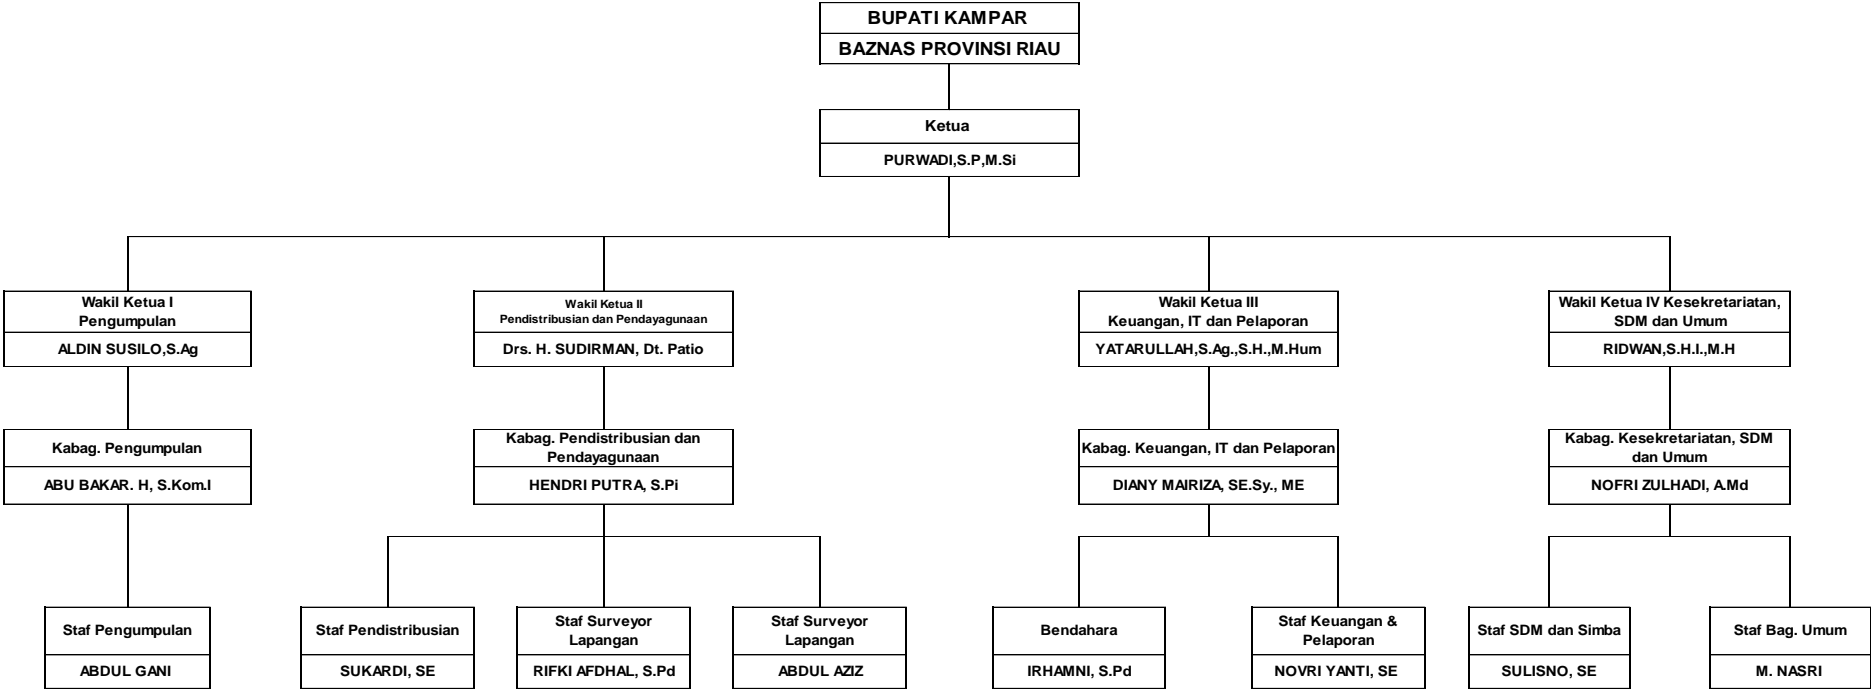 BUPATI KAMPAR
BAZNAS PROVINSI RIAU
Ketua
PURWADI,S.P,M.Si
Wakil Ketua I
Pengumpulan
ALDIN SUSILO,S.Ag
Wakil Ketua II
Pendistribusian dan Pendayagunaan
Drs. H. SUDIRMAN, Dt. Patio
Wakil Ketua III
Keuangan, IT dan Pelaporan
YATARULLAH,S.Ag.,S.H.,M.Hum
Wakil Ketua IV Kesekretariatan,
SDM dan Umum
RIDWAN,S.H.I.,M.H
Kabag. Pengumpulan
ABU BAKAR. H, S.Kom.I
Kabag. Pendistribusian dan
Pendayagunaan
HENDRI PUTRA, S.Pi
Kabag. Keuangan, IT dan Pelaporan
DIANY MAIRIZA, SE.Sy., ME
Kabag. Kesekretariatan, SDM
dan Umum
NOFRI ZULHADI, A.Md
Staf Pengumpulan
ABDUL GANI
Staf Pendistribusian
SUKARDI, SE
Staf Surveyor
Lapangan
RIFKI AFDHAL, S.Pd
Staf Surveyor
Lapangan
ABDUL AZIZ
Bendahara
IRHAMNI, S.Pd
Staf Keuangan &
Pelaporan
NOVRI YANTI, SE
Staf SDM dan Simba
SULISNO, SE
Staf Bag. Umum
M. NASRI